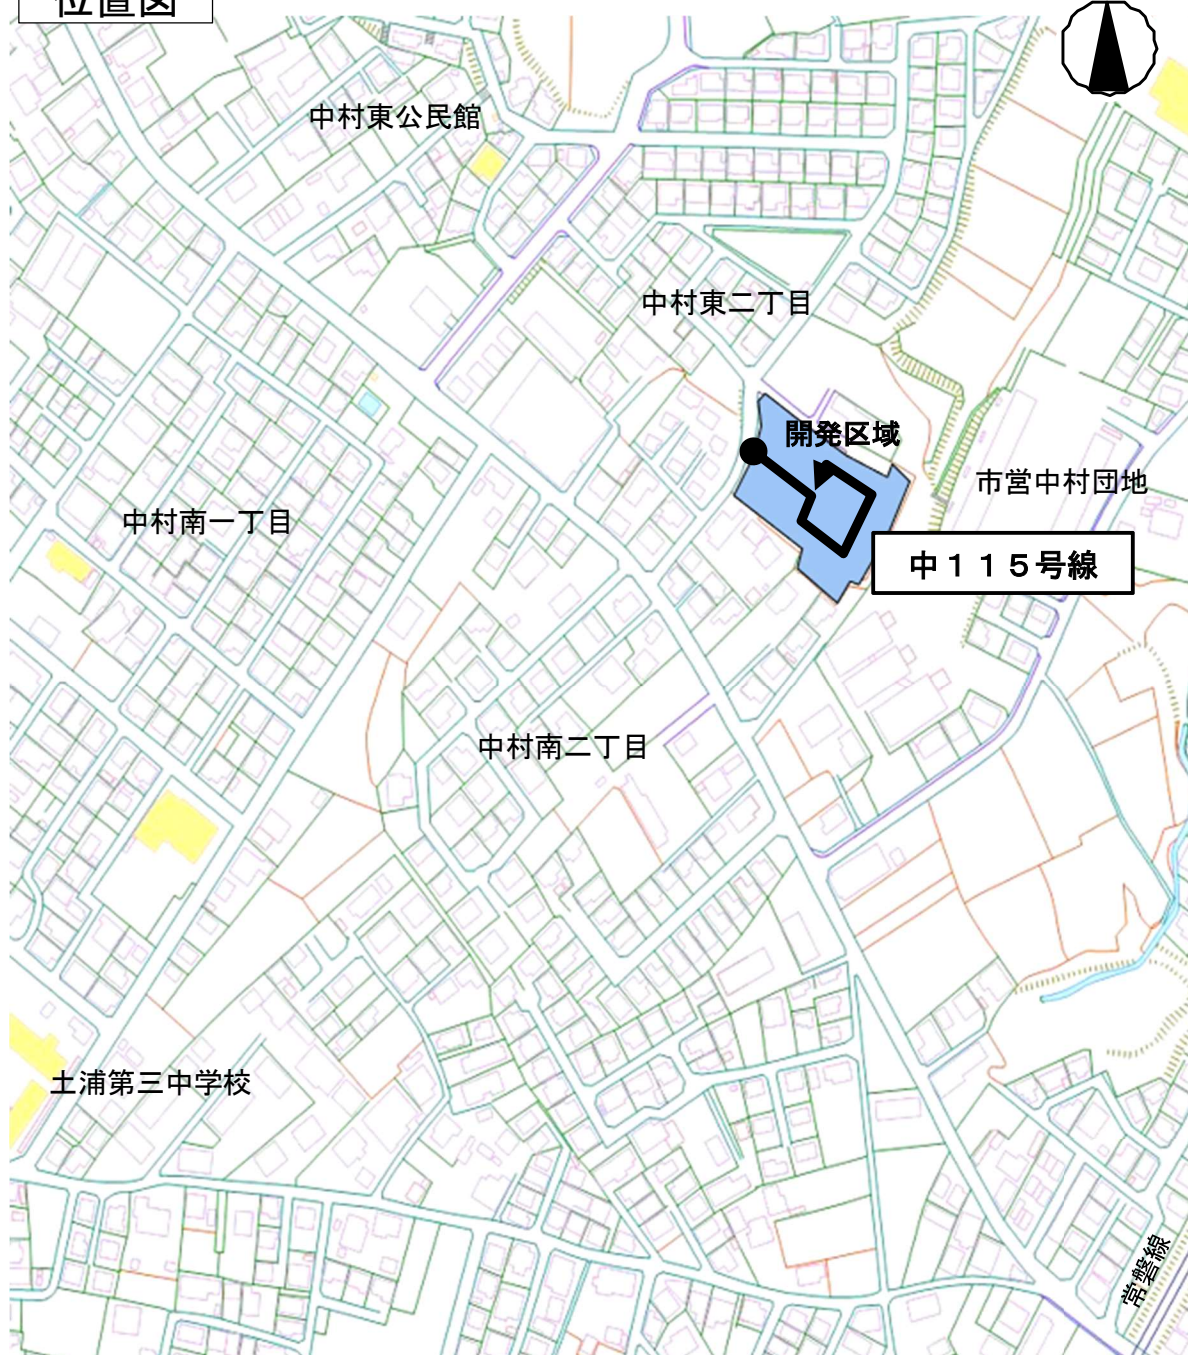 位置図
中村東公民館
中村東二丁目
開発区域
市営中村団地
中村南一丁目
中１１５号線
中村南二丁目
土浦第三中学校
常磐線